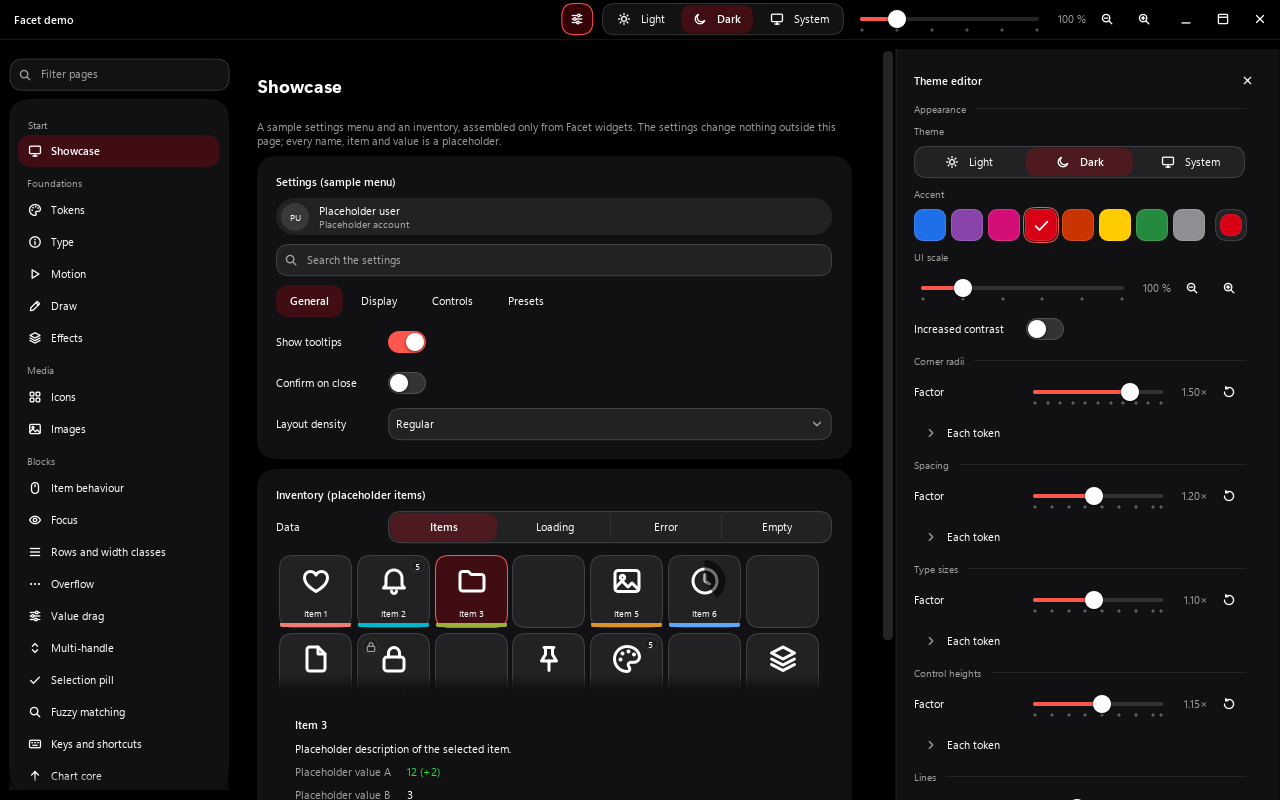 Facet demo
Light
Dark
System
100 %
Filter pages
Start
Showcase
Foundations
Tokens
Type
Motion
Draw
Effects
Media
Icons
Images
Blocks
Item behaviour
Focus
Rows and width classes
Overflow
Value drag
Multi-handle
Selection pill
Fuzzy matching
Keys and shortcuts
Chart core
Showcase
A sample settings menu and an inventory, assembled only from Facet widgets. The settings change nothing outside this
page; every name, item and value is a placeholder.
Settings (sample menu)
PU
Placeholder user
Placeholder account
Search the settings
General
Display
Controls
Presets
Show tooltips
Confirm on close
Layout density
Regular
Inventory (placeholder items)
Data
Items
Loading
Error
Empty
Item 1
5
Item 2
Item 3
Item 5
Item 6
5
Item 3
Placeholder description of the selected item.
Placeholder value A 12 (+2)
Placeholder value B 3
Theme editor
Appearance
Theme
Light
Dark
System
Accent
UI scale
100 %
Increased contrast
Corner radii
Factor
1.50×
Each token
Spacing
Factor
1.20×
Each token
Type sizes
Factor
1.10×
Each token
Control heights
Factor
1.15×
Each token
Lines